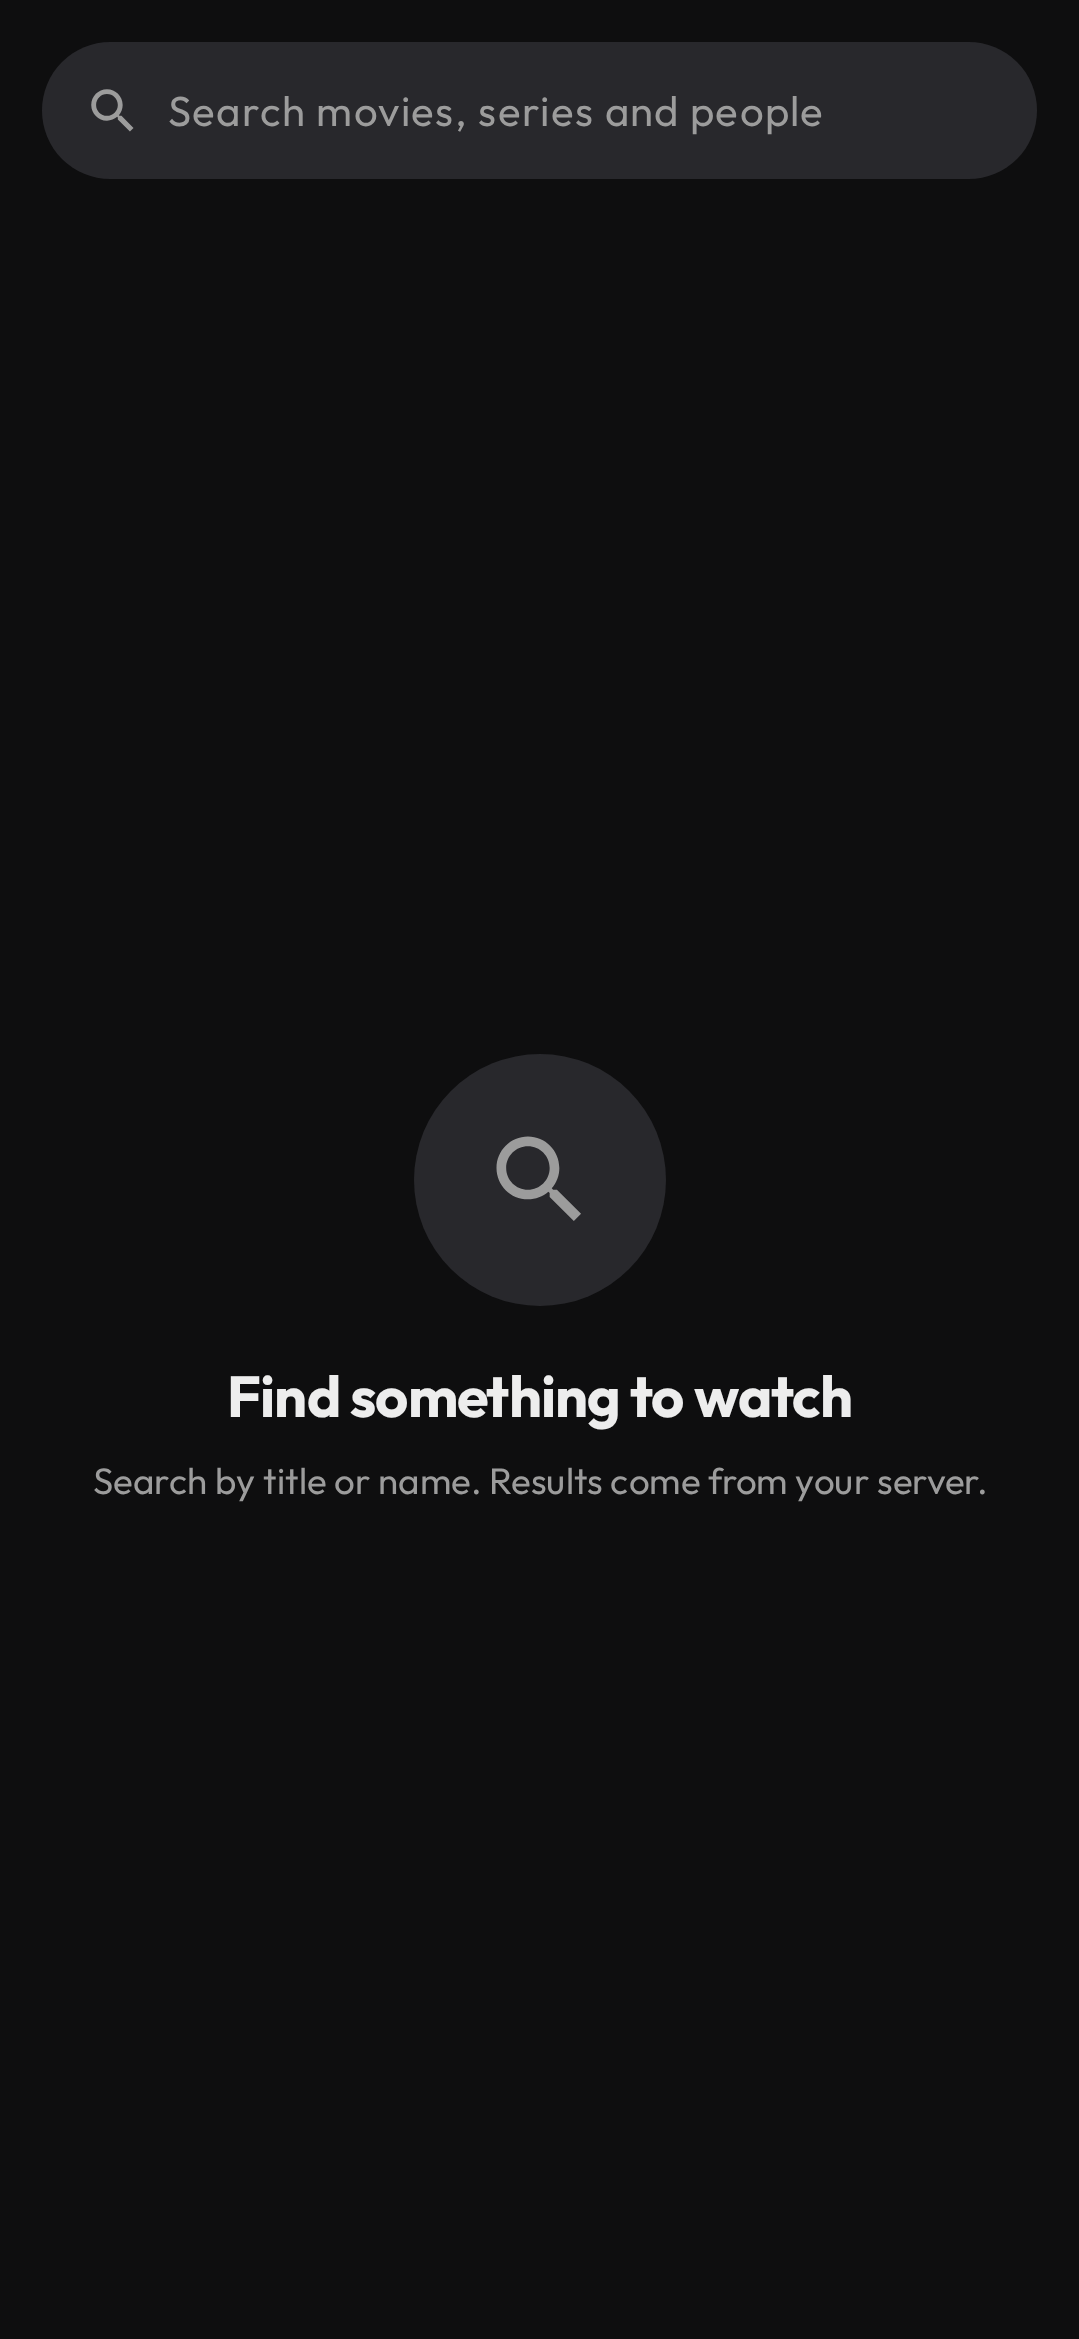 Search movies, series and people
Find something to watch
Search by title or name. Results come from your server.